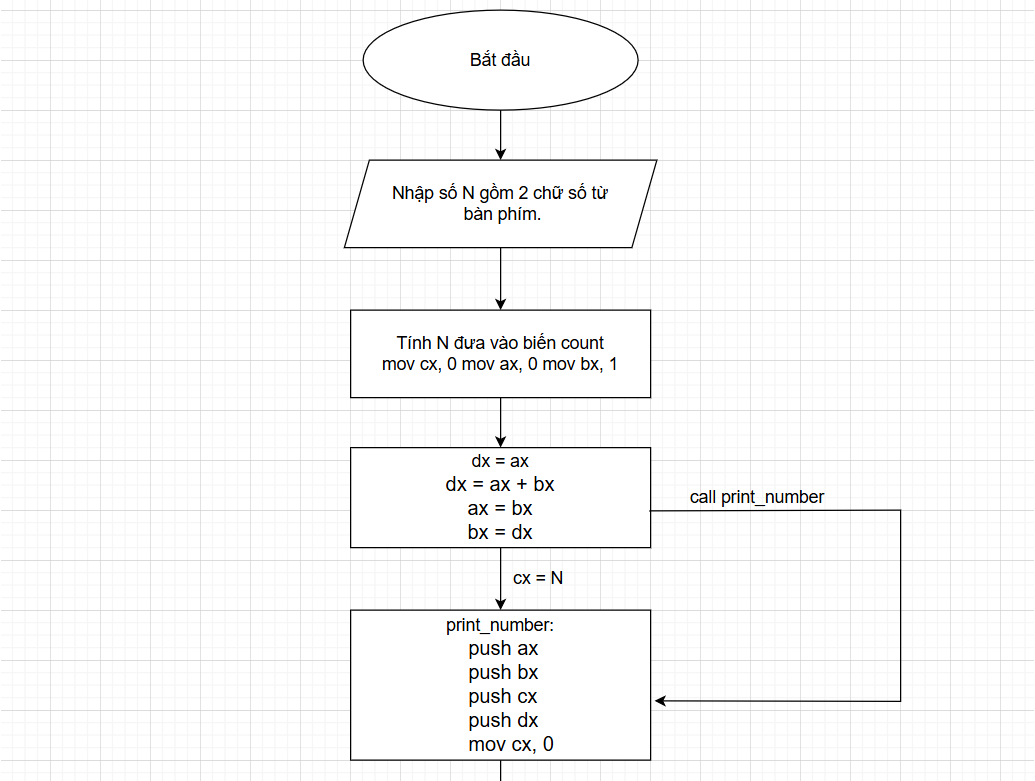 Bắt đầu
Nhập số N gồm 2 chữ số từ
bàn phím.
Tính N đưa vào biến count
mov cx, 0 mov ax, 0 mov bx, 1
dx = ax
dx = ax + bx
ax = bx
bx = dx
call print_number
cx = N
print_number:
push ax
push bx
push cx
push dx
mov cx, 0